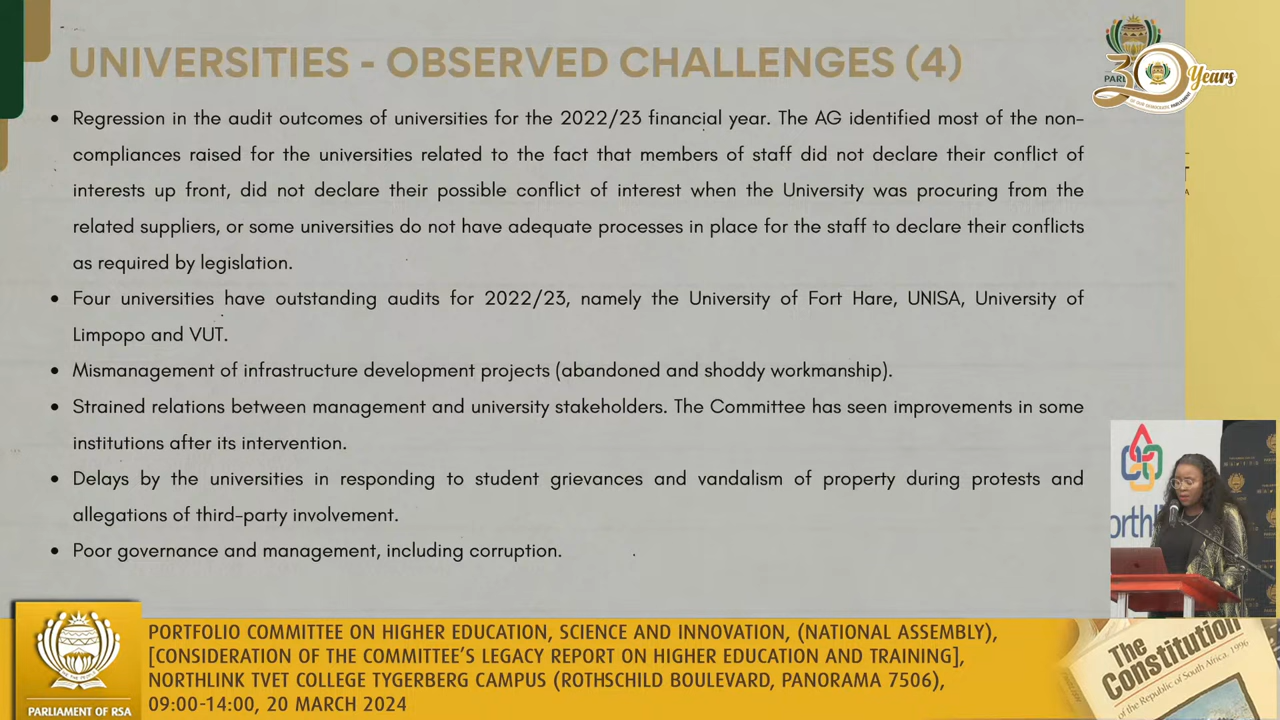 UNIVERSITIES - OBSERVED CHALLENGES (4)
30 Years
• Regression in the audit outcomes of universities for the 2022/23 financial year. The AG identified most of the non-
compliances raised for the universities related to the fact that members of staff did not declare their conflict of
interests up front, did not declare their possible conflict of interest when the University was procuring from the
related suppliers, or some universities do not have adequate processes in place for the staff to declare their conflicts
as required by legislation.
• Four universities have outstanding audits for 2022/23, namely the University of Fort Hare, UNISA, University of
Limpopo and VUT.
• Mismanagement of infrastructure development projects (abandoned and shoddy workmanship).
• Strained relations between management and university stakeholders. The Committee has seen improvements in some
institutions after its intervention.
• Delays by the universities in responding to student grievances and vandalism of property during protests and
allegations of third-party involvement.
• Poor governance and management, including corruption.
PARLIAMENT OF RSA
PORTFOLIO COMMITTEE ON HIGHER EDUCATION, SCIENCE AND INNOVATION, (NATIONAL ASSEMBLY),
[CONSIDERATION OF THE COMMITTEE'S LEGACY REPORT ON HIGHER EDUCATION AND TRAINING],
NORTHLINK TVET COLLEGE TYGERBERG CAMPUS (ROTHSCHILD BOULEVARD, PANORAMA 7506),
09:00-14:00, 20 MARCH 2024
The
Constitution
of the Republic of South Africa, 1996